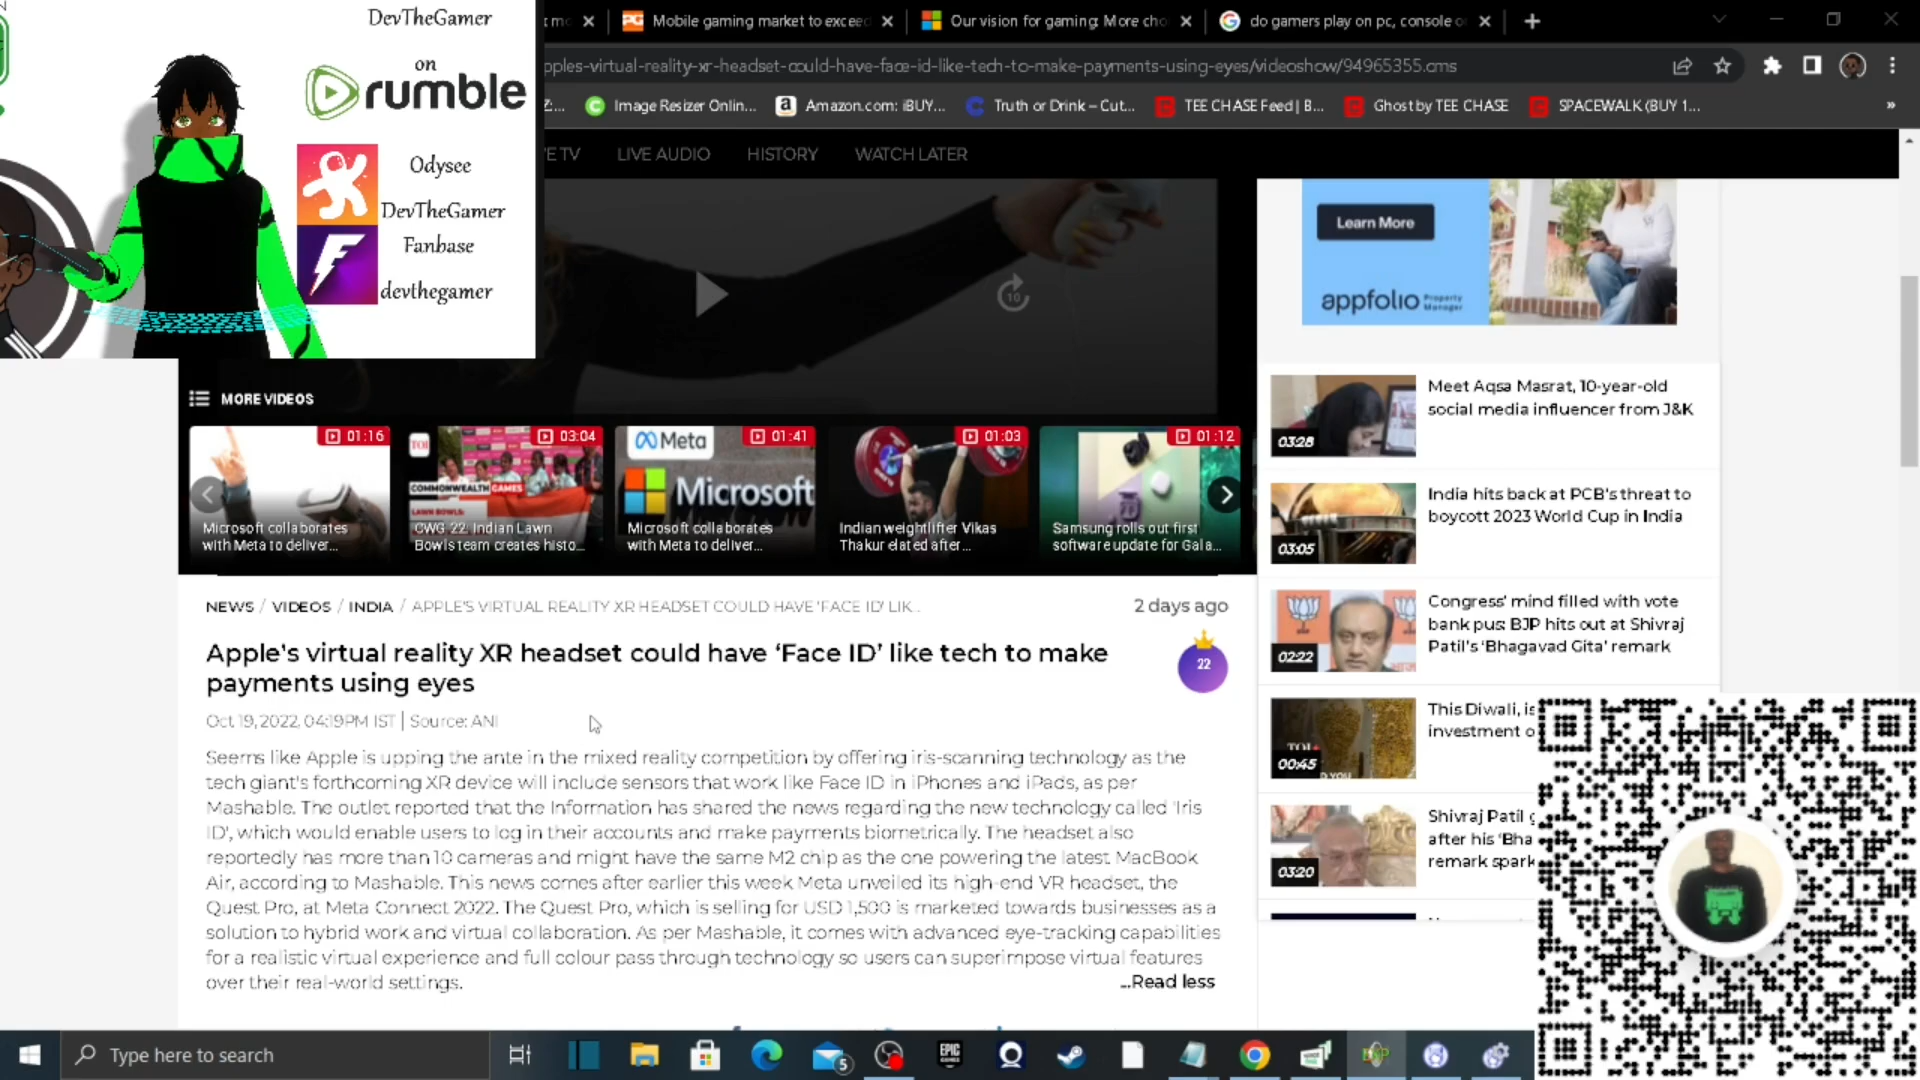 DevTheGamer
on
rumble
Odysee
DevTheGamer
Fanbase
devthegamer
Mobile gaming market to exceed
Our vision for gaming: More cho
do gamers play on pc, console o
pples-virtual-reality-xr-headset-could-have-face-id-like-tech-to-make-payments-using-eyes/videoshow/94965355.cms
Image Resizer Onlin...
Amazon.com: iBUY...
Truth or Drink – Cut...
TEE CHASE Feed | B...
Ghost by TEE CHASE
SPACEWALK (BUY 1...
E TV
LIVE AUDIO
HISTORY
WATCH LATER
10
Learn More
appfolio Property Manager
MORE VIDEOS
01:16
Microsoft collaborates
with Meta to deliver...
03:04
TOI
COMMONWEALTH GAMES
LAWN BOWLS:
CWG 22: Indian Lawn
Bowls team creates histo...
01:41
Meta
Microsoft
Microsoft collaborates
with Meta to deliver...
01:03
Indian weightlifter Vikas
Thakur elated after...
01:12
Samsung rolls out first
software update for Gala...
03:28
Meet Aqsa Masrat, 10-year-old
social media influencer from J&K
03:05
India hits back at PCB's threat to
boycott 2023 World Cup in India
02:22
Congress' mind filled with vote
bank pus: BJP hits out at Shivraj
Patil's 'Bhagavad Gita' remark
00:45
This Diwali, is
investment o
03:20
Shivraj Patil
after his 'Bha
remark spark
NEWS / VIDEOS / INDIA / APPLE'S VIRTUAL REALITY XR HEADSET COULD HAVE 'FACE ID' LIK...
2 days ago
Apple's virtual reality XR headset could have 'Face ID' like tech to make
payments using eyes
22
Oct 19, 2022, 04:19PM IST | Source: ANI
Seems like Apple is upping the ante in the mixed reality competition by offering iris-scanning technology as the
tech giant's forthcoming XR device will include sensors that work like Face ID in iPhones and iPads, as per
Mashable. The outlet reported that the Information has shared the news regarding the new technology called 'Iris
ID', which would enable users to log in their accounts and make payments biometrically. The headset also
reportedly has more than 10 cameras and might have the same M2 chip as the one powering the latest MacBook
Air, according to Mashable. This news comes after earlier this week Meta unveiled its high-end VR headset, the
Quest Pro, at Meta Connect 2022. The Quest Pro, which is selling for USD 1,500 is marketed towards businesses as a
solution to hybrid work and virtual collaboration. As per Mashable, it comes with advanced eye-tracking capabilities
for a realistic virtual experience and full colour pass through technology so users can superimpose virtual features
over their real-world settings.
...Read less
Type here to search
5
EPIC